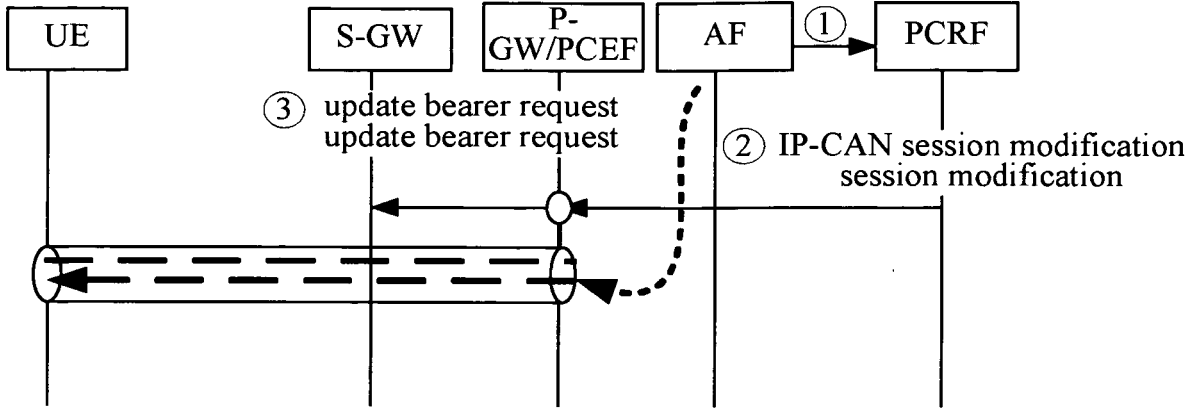 UE
S-GW
P-
GW/PCEF
AF
1
PCRF
3 update bearer request
update bearer request
2 IP-CAN session modification
session modification